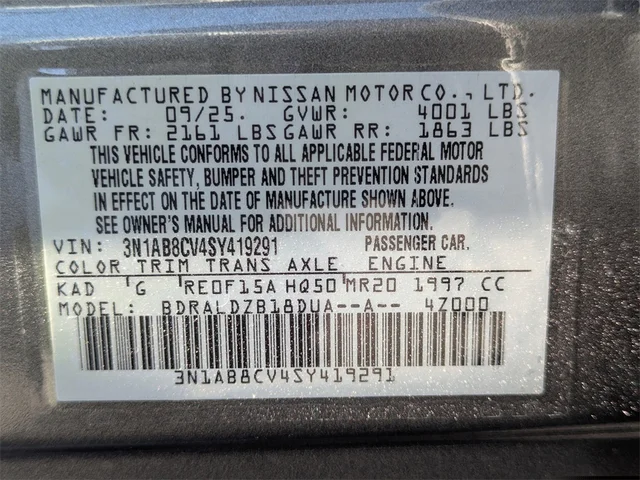 MANUFACTURED BY NISSAN MOTOR CO., LTD.
DATE: 09/25. GVWR: 4001 LBS
GAWR FR: 2161 LBS GAWR RR: 1863 LBS
THIS VEHICLE CONFORMS TO ALL APPLICABLE FEDERAL MOTOR
VEHICLE SAFETY, BUMPER AND THEFT PREVENTION STANDARDS
IN EFFECT ON THE DATE OF MANUFACTURE SHOWN ABOVE.
SEE OWNER'S MANUAL FOR ADDITIONAL INFORMATION.
VIN: 3N1AB8CV4SY419291 PASSENGER CAR.
COLOR TRIM TRANS AXLE ENGINE
KAD G RE0F15A HQ50 MR20 1997 CC
MODEL: BDRALDZB18DUA--A-- 4Z000
3N1AB8CV4SY419291